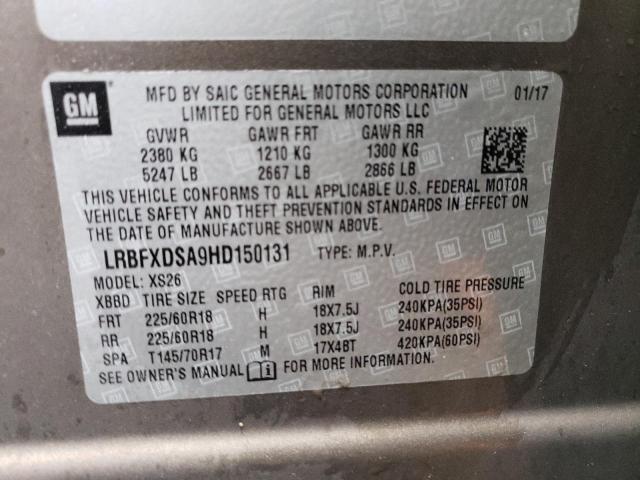 GM
MFD BY SAIC GENERAL MOTORS CORPORATION 01/17
LIMITED FOR GENERAL MOTORS LLC
GVWR GAWR FRT GAWR RR
2380 KG 1210 KG 1300 KG
5247 LB 2667 LB 2866 LB
THIS VEHICLE CONFORMS TO ALL APPLICABLE U.S. FEDERAL MOTOR
VEHICLE SAFETY AND THEFT PREVENTION STANDARDS IN EFFECT ON
THE DATE OF MANUFACTURE SHOWN ABOVE.
LRBFXDSA9HD150131 TYPE: M.P.V.
MODEL: XS26
XBBD TIRE SIZE SPEED RTG RIM COLD TIRE PRESSURE
FRT 225/60R18 H 18X7.5J 240KPA(35PSI)
RR 225/60R18 H 18X7.5J 240KPA(35PSI)
SPA T145/70R17 M 17X4BT 420KPA(60PSI)
SEE OWNER'S MANUAL FOR MORE INFORMATION.